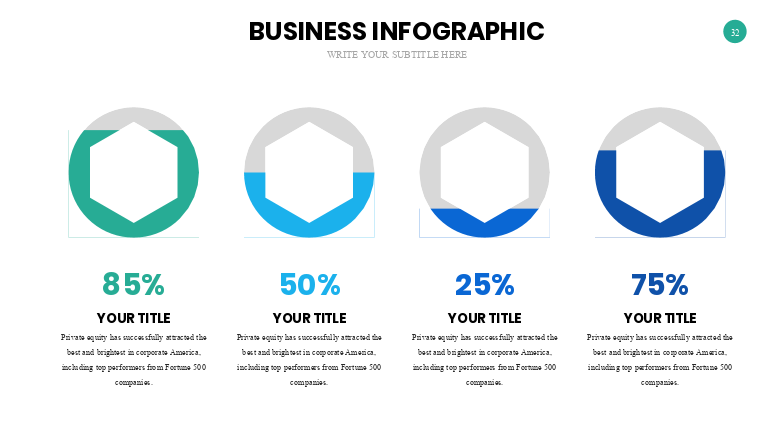 BUSINESS INFOGRAPHIC
32
WRITE YOUR SUBTITLE HERE
85%
50%
25%
75%
YOUR TITLE
YOUR TITLE
YOUR TITLE
YOUR TITLE
Private equity has successfully attracted the
best and brightest in corporate America,
including top performers from Fortune 500
companies.
Private equity has successfully attracted the
best and brightest in corporate America,
including top performers from Fortune 500
companies.
Private equity has successfully attracted the
best and brightest in corporate America,
including top performers from Fortune 500
companies.
Private equity has successfully attracted the
best and brightest in corporate America,
including top performers from Fortune 500
companies.